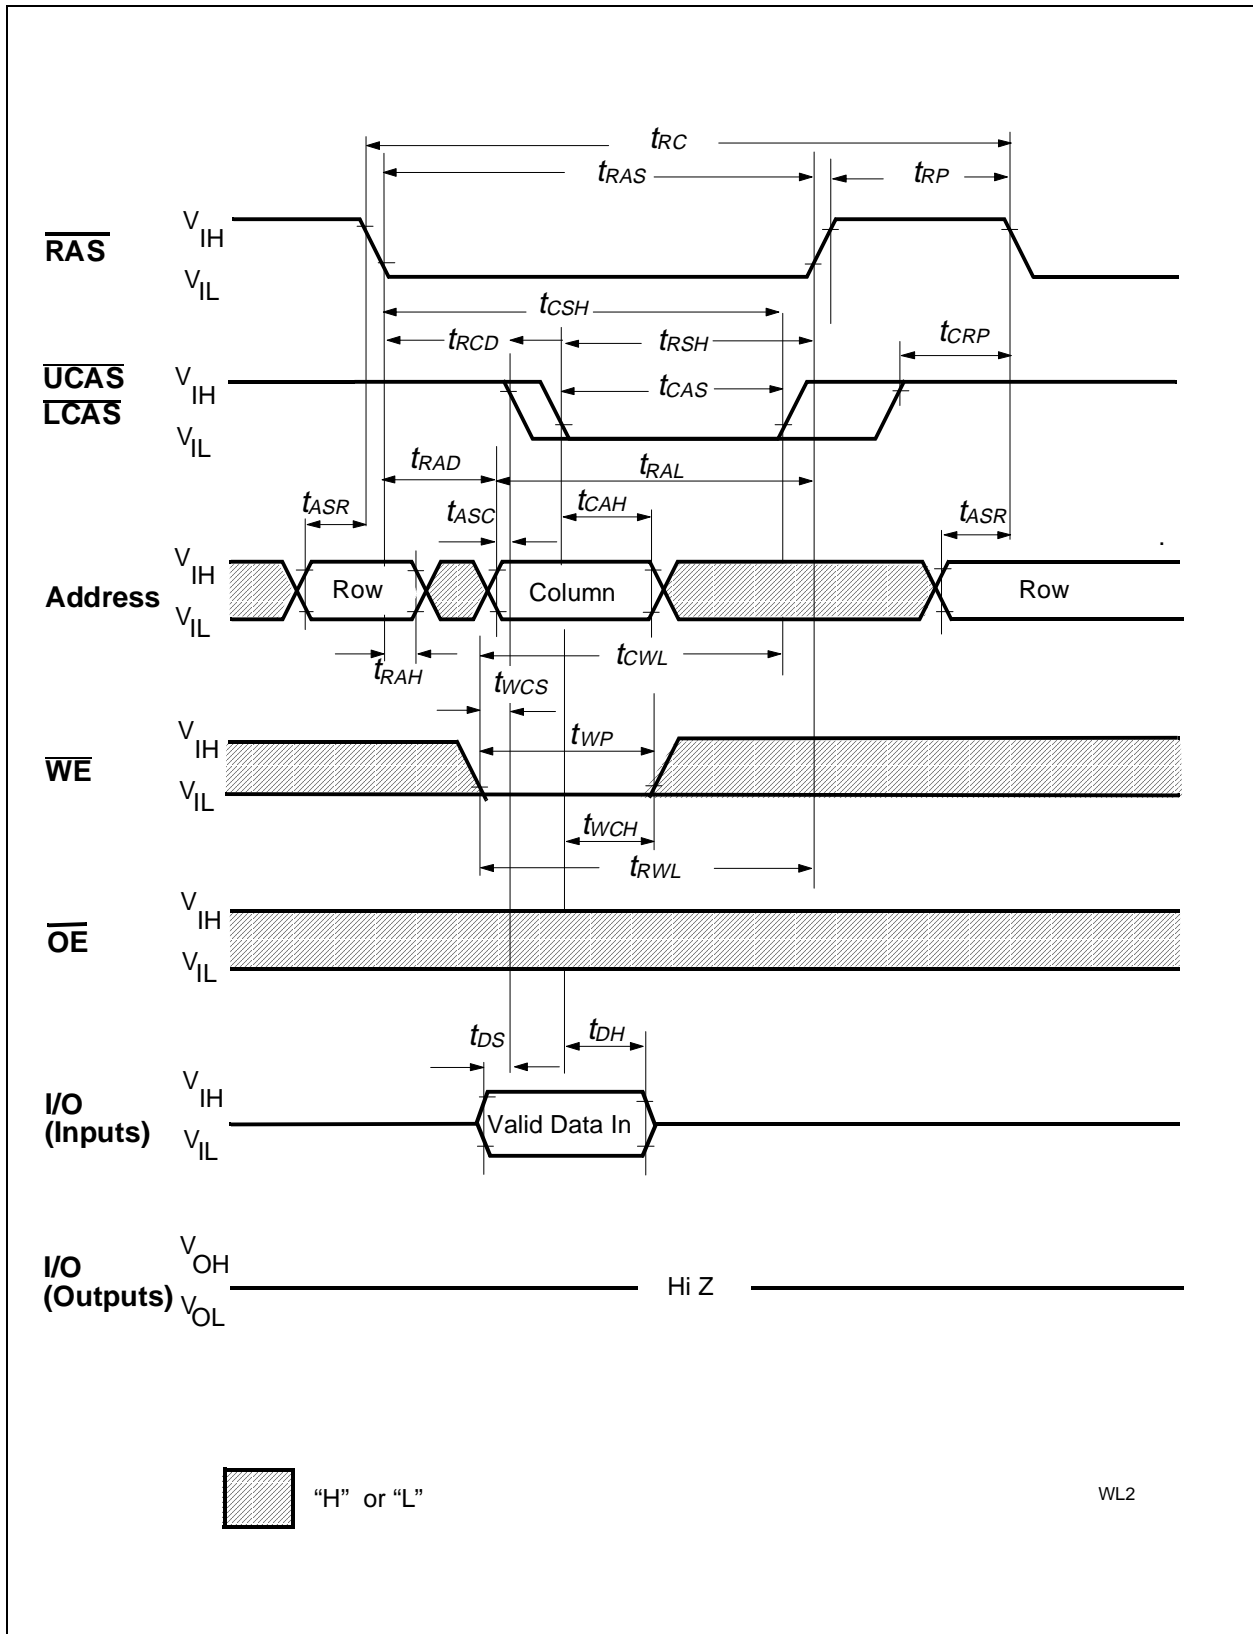 tRC
tRAS
tRP
RAS
VIH
VIL
tCSH
tRCD
tRSH
tCRP
UCAS
LCAS
VIH
tCAS
VIL
tRAD
tRAL
tASR
tASC
tCAH
tASR
.
Address
VIH
Row
Column
Row
VIL
tRAH
tCWL
tWCS
WE
VIH
tWP
VIL
tWCH
tRWL
OE
VIH
VIL
tDS
tDH
I/O
(Inputs)
VIH
Valid Data In
VIL
I/O
(Outputs)
VOH
Hi Z
VOL
“H” or “L”
WL2